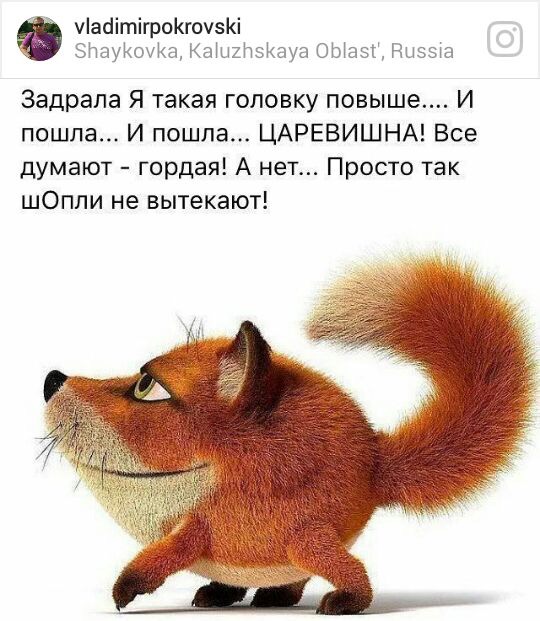 vladimirpokrovski
Shaykovka, Kaluzhskaya Oblast', Russia
Задрала Я такая головку повыше.... И
пошла... И пошла... ЦАРЕВИШНА! Все
думают - гордая! А нет... Просто так
шОпли не вытекают!